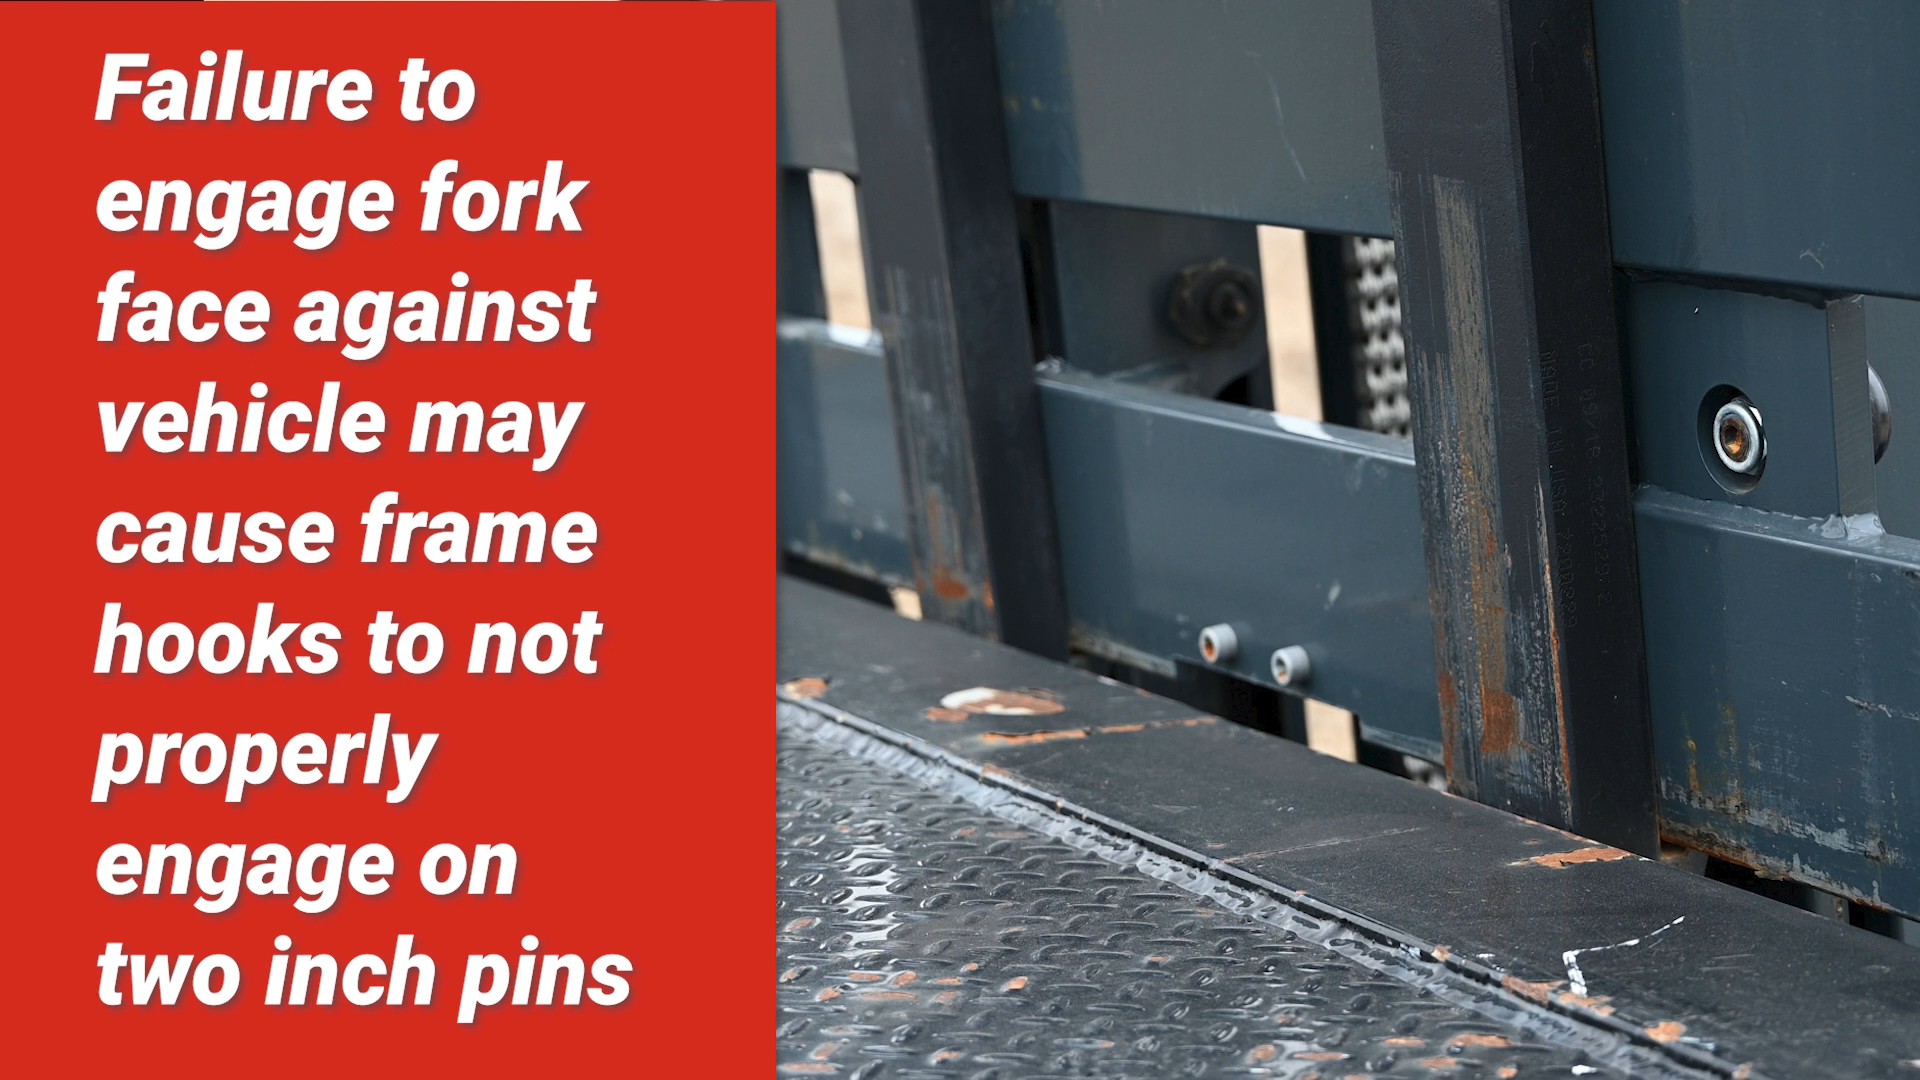 Failure to
engage fork
face against
vehicle may
cause frame
hooks to not
properly
engage on
two inch pins